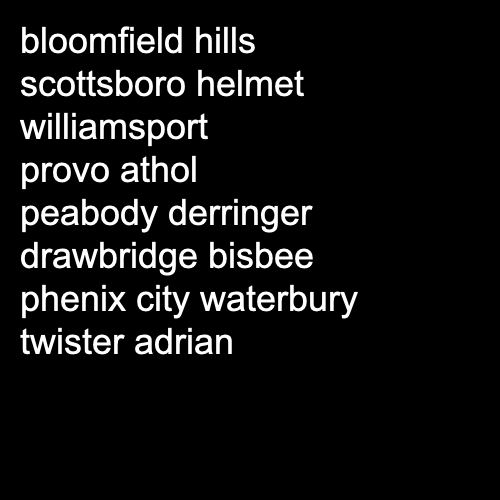 bloomfield hills
scottsboro helmet
williamsport
provo athol
peabody derringer
drawbridge bisbee
phenix city waterbury
twister adrian